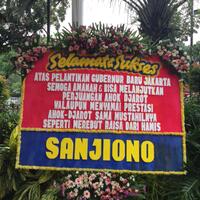 Selamat & Sukses
ATAS PELANTIKAN GUBERNUR BARU JAKARTA
SEMOGA AMANAH & BISA MELANJUTKAN
PERJUANGAN AHOK DJAROT
WALAUPUN MENYAMAI PRESTASI
AHOK-DJAROT SAMA MUSTAHILNYA
SEPERTI MEREBUT RAISA DARI HAMIS
SANJIONO